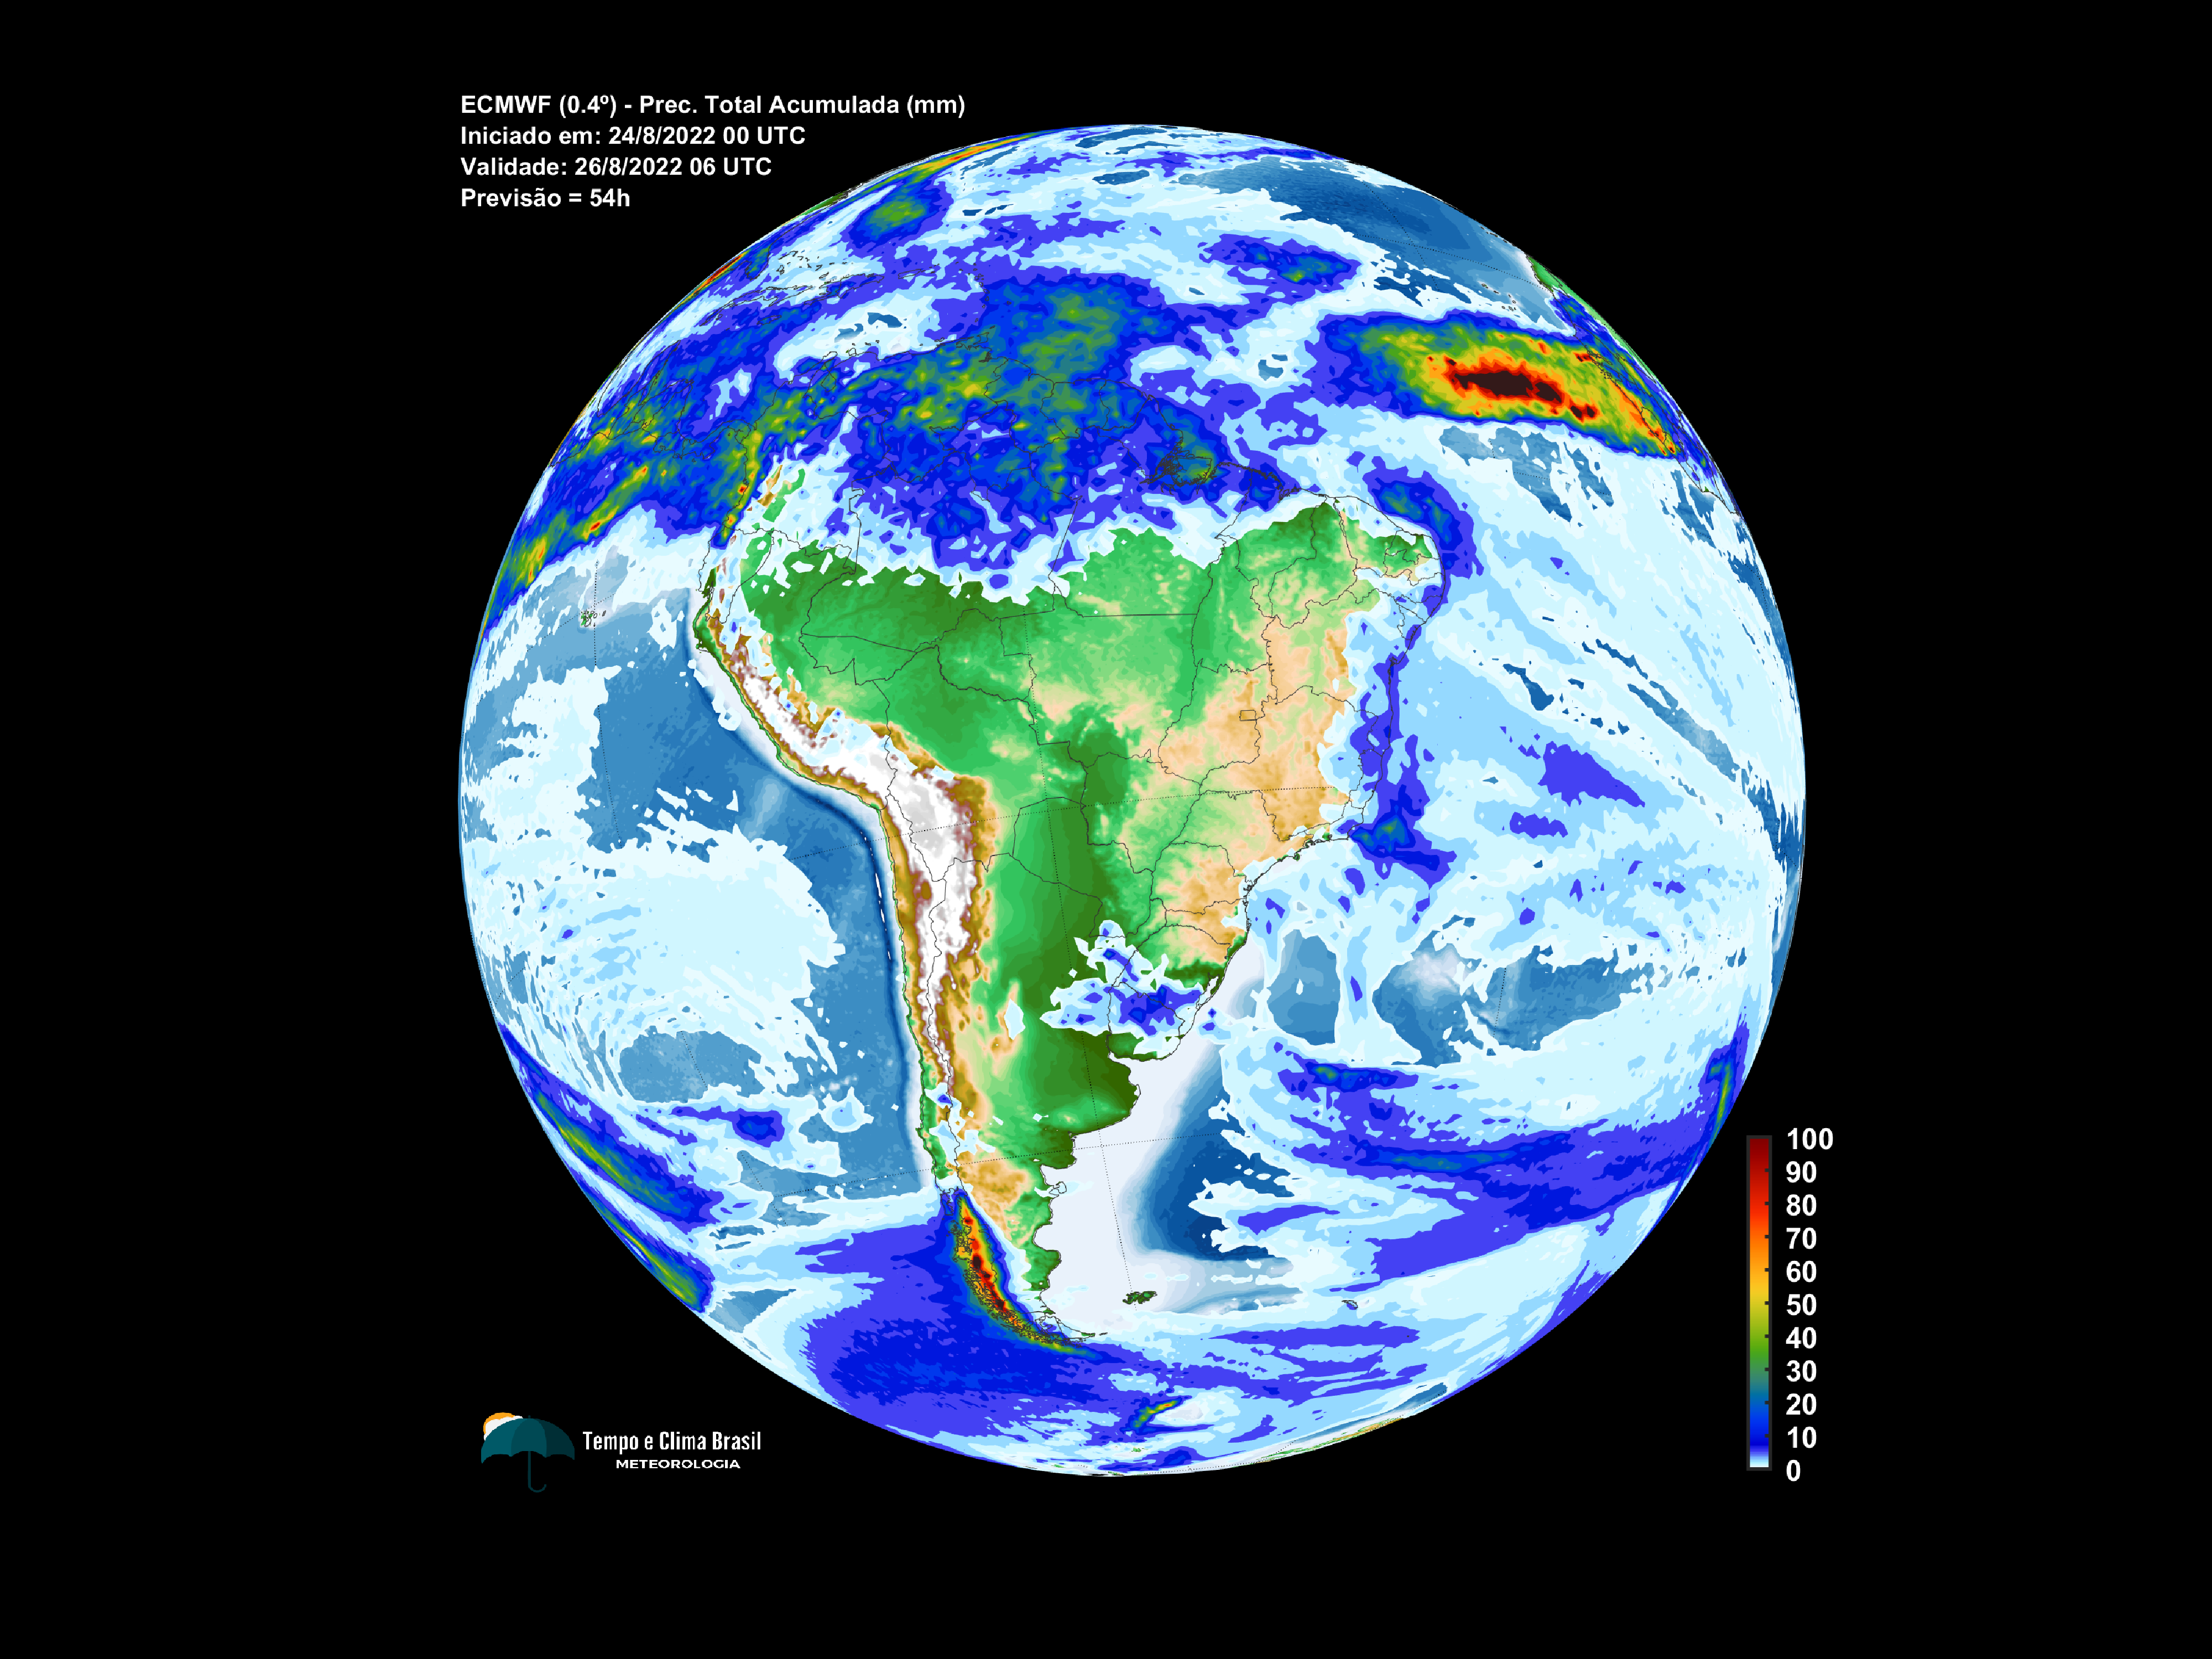 ECMWF (0.4º) - Prec. Total Acumulada (mm)
Iniciado em: 24/8/2022 00 UTC
Validade: 26/8/2022 06 UTC
Previsão = 54h
100
90
80
70
60
50
40
30
20
10
0
Tempo e Clima Brasil
METEOROLOGIA